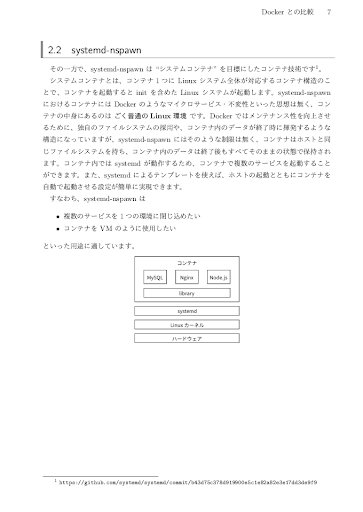 Docker との比較 7
2.2 systemd-nspawn
その一方で、systemd-nspawn は “システムコンテナ” を目標にしたコンテナ技術です1。
システムコンテナとは、コンテナ 1 つに Linux システム全体が対応するコンテナ構造のこ
とで、コンテナを起動すると init を含めた Linux システムが起動します。systemd-nspawn
におけるコンテナには Docker のようなマイクロサービス・不変性といった思想は無く、コン
テナの中身にあるのは ごく普通の Linux 環境 です。Docker ではメンテナンス性を向上させ
るために、独自のファイルシステムの採用や、コンテナ内のデータが終了時に揮発するような
構造になっていますが、systemd-nspawn にはそのような制限は無く、コンテナはホストと同
じファイルシステムを持ち、コンテナ内のデータは終了後もすべてそのままの状態で保持され
ます。コンテナ内では systemd が動作するため、コンテナで複数のサービスを起動すること
ができます。また、systemd によるテンプレートを使えば、ホストの起動とともにコンテナを
自動で起動させる設定が簡単に実現できます。
すなわち、systemd-nspawn は
• 複数のサービスを 1 つの環境に閉じ込めたい
• コンテナを VM のように使用したい
といった用途に適しています。
コンテナ
MySQL Nginx Node.js
library
systemd
Linux カーネル
ハードウェア